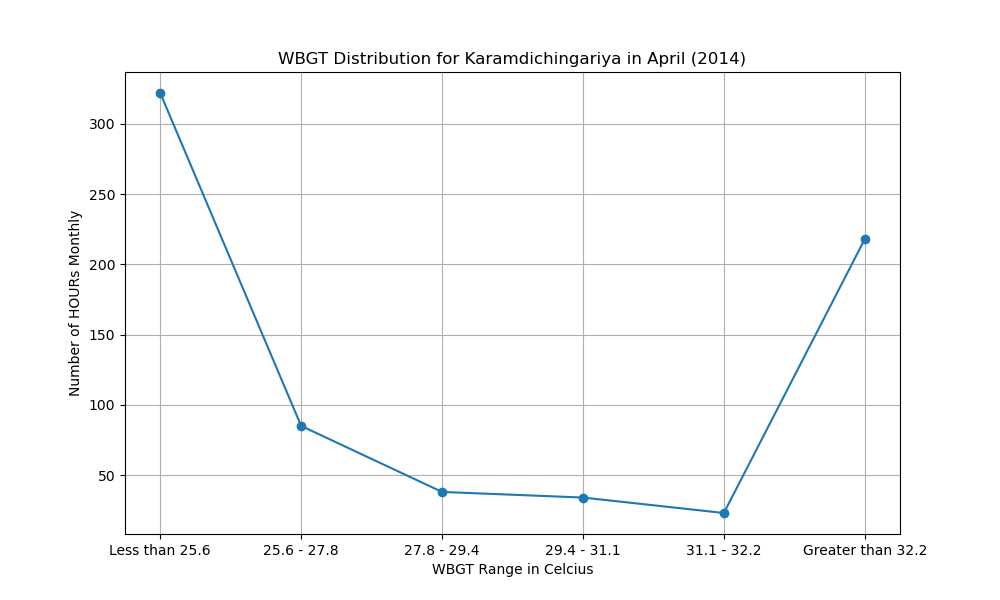 WBGT Distribution for Karamdichingariya in April (2014)
Number of HOURs Monthly
300
250
200
150
100
50
Less than 25.6
25.6 - 27.8
27.8 - 29.4
29.4 - 31.1
31.1 - 32.2
Greater than 32.2
WBGT Range in Celcius